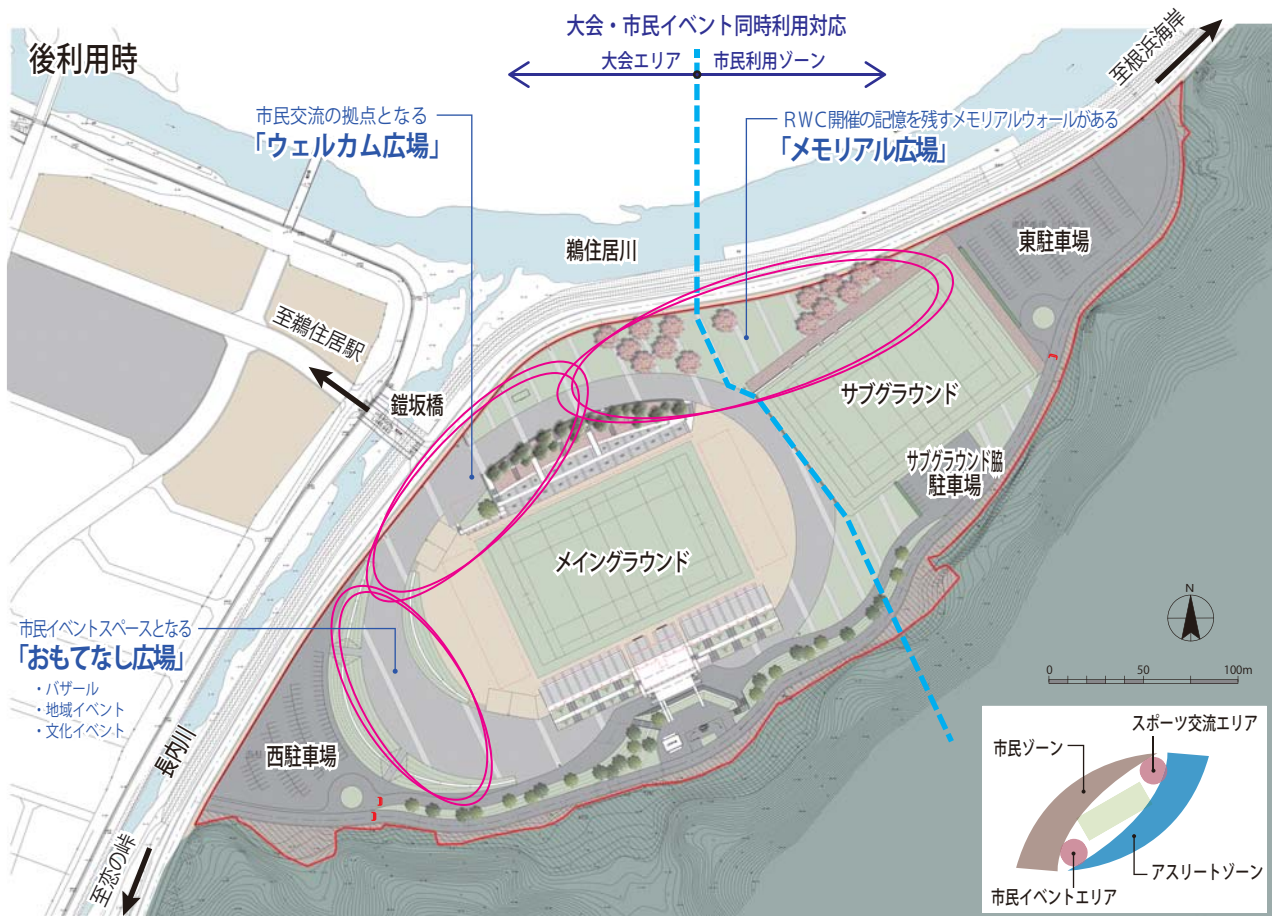 後利用時
大会・市民イベント同時利用対応
大会エリア
市民利用ゾーン
至根浜海岸
市民交流の拠点となる
「ウェルカム広場」
RWC開催の記憶を残すメモリアルウォールがある
「メモリアル広場」
鵜住居川
東駐車場
至鵜住居駅
鎧坂橋
サブグラウンド
サブグラウンド脇
駐車場
メイングラウンド
市民イベントスペースとなる
「おもてなし広場」
・バザール
・地域イベント
・文化イベント
長内川
西駐車場
至恋の峠
N
0 50 100m
スポーツ交流エリア
市民ゾーン
アスリートゾーン
市民イベントエリア